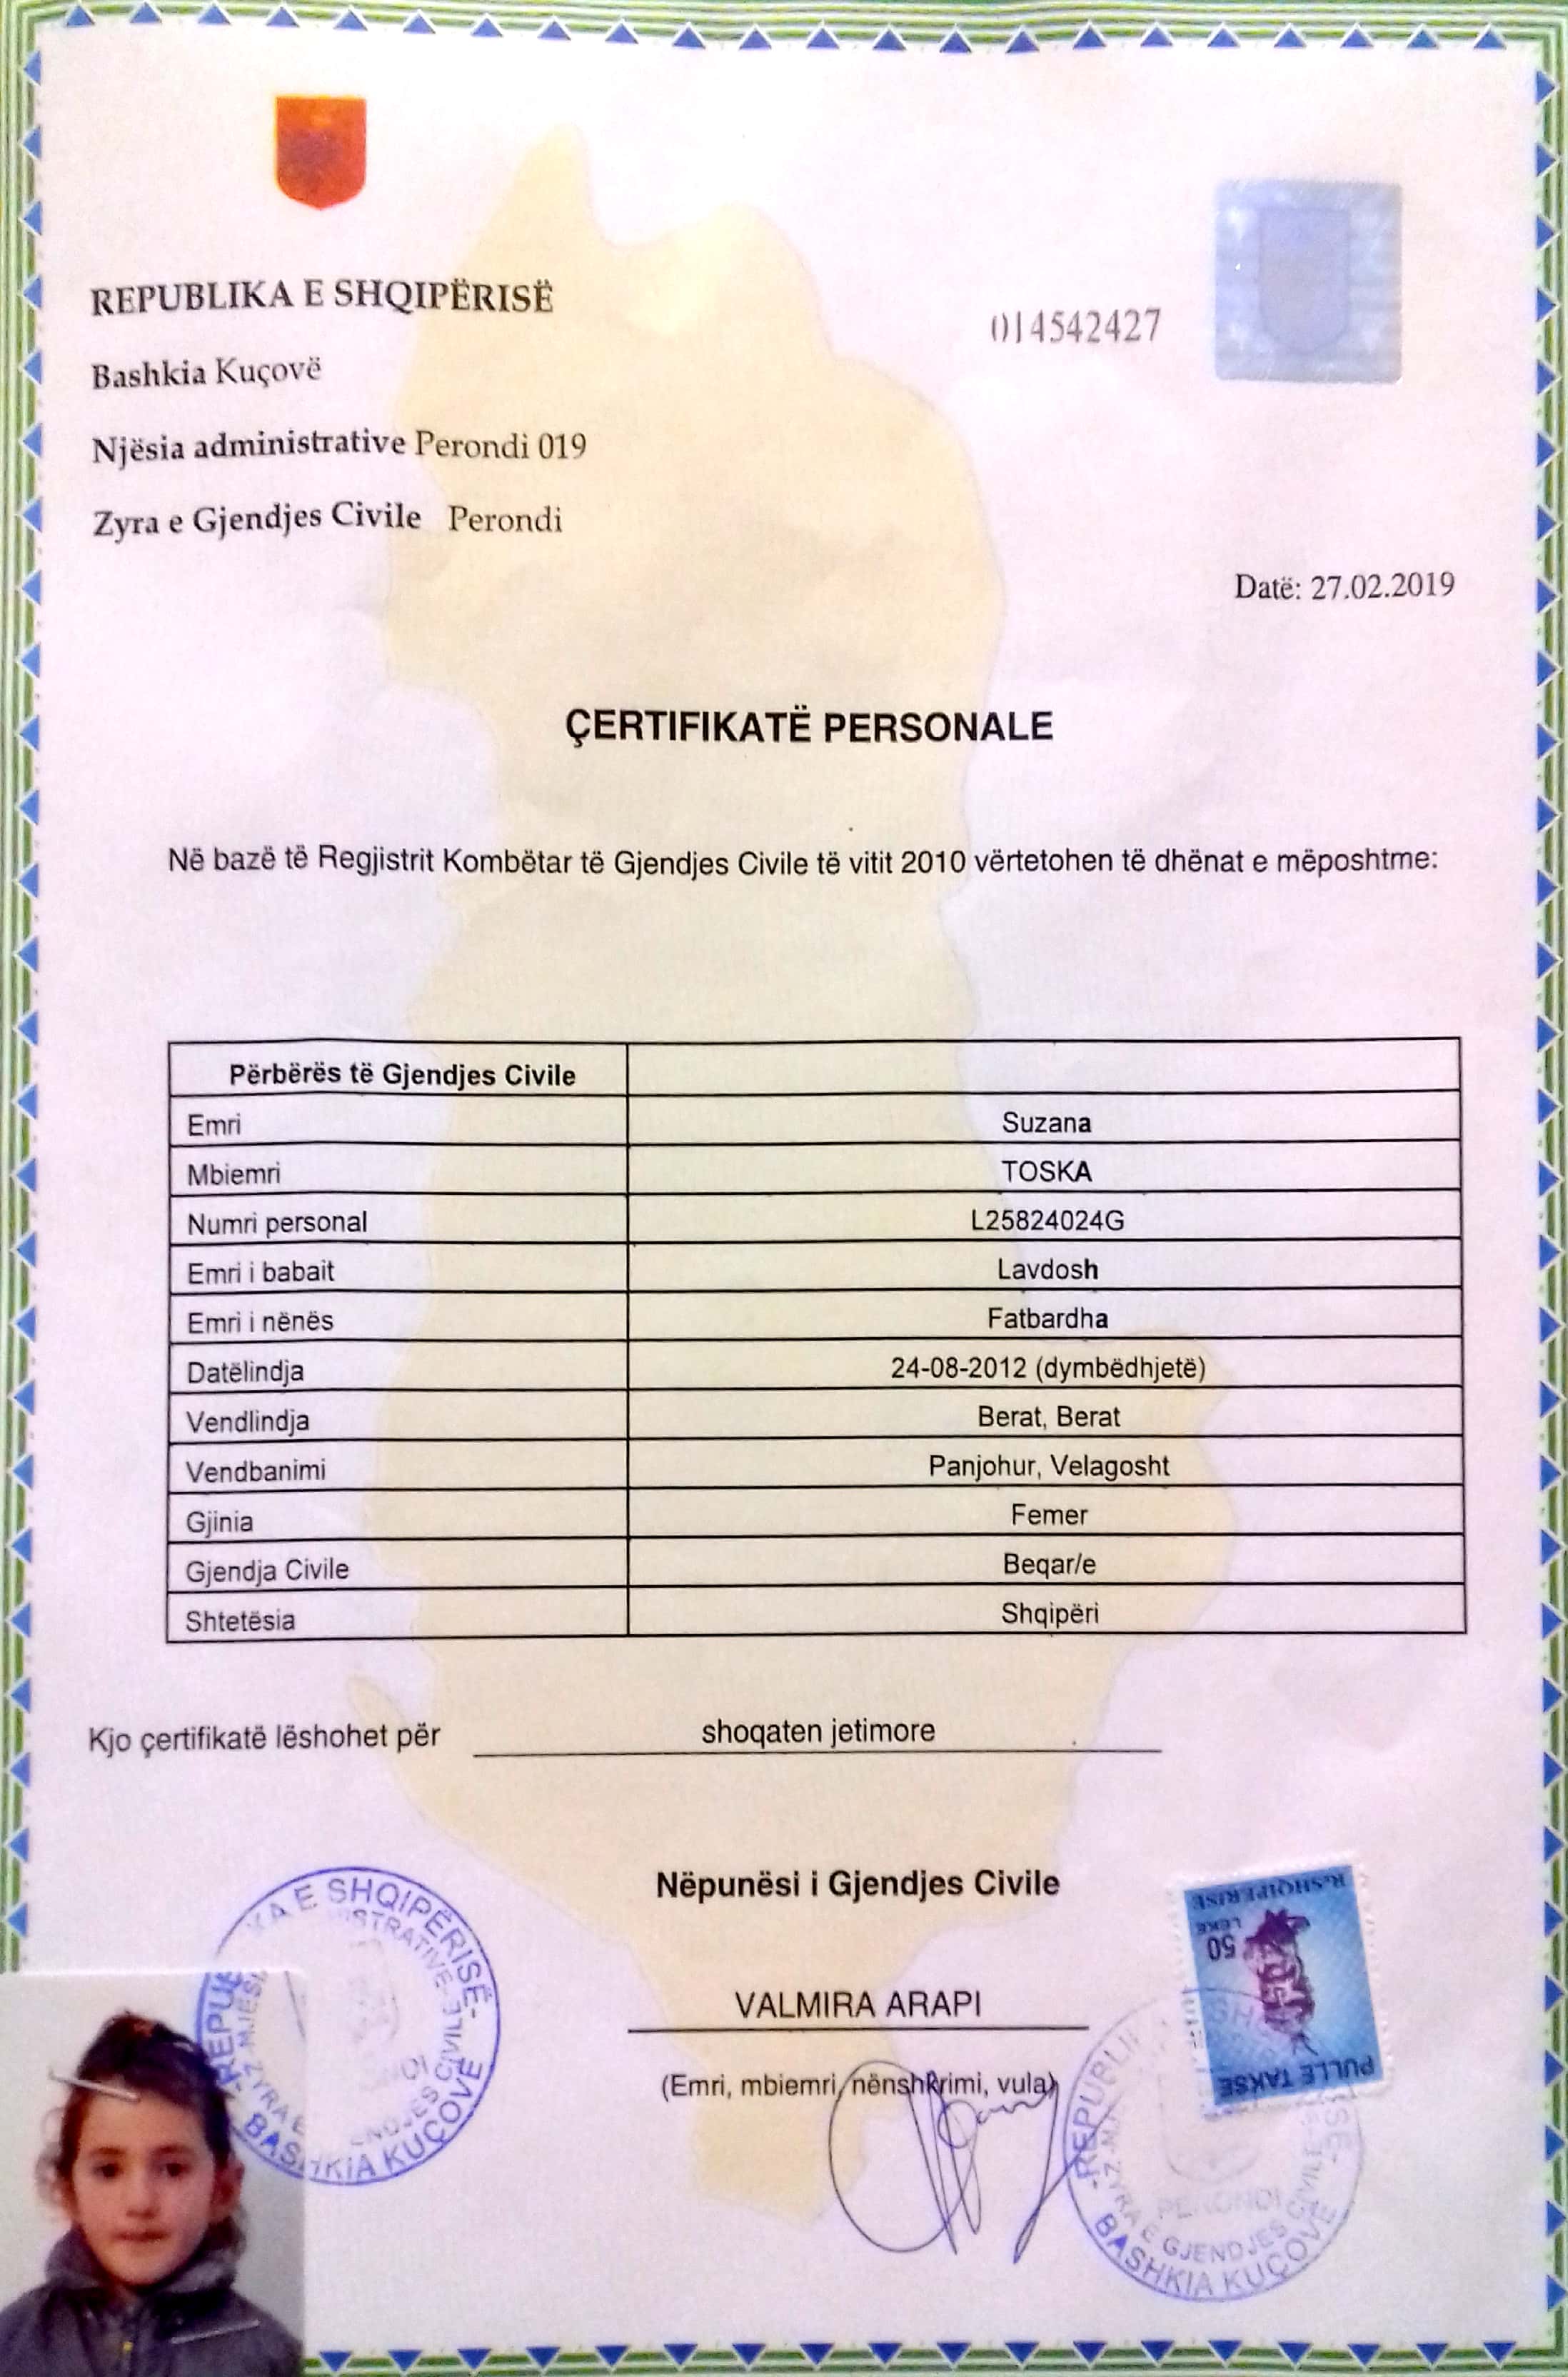 REPUBLIKA E SHQIPËRISË
014542427
Bashkia Kuçovë
Njësia administrative Perondi 019
Zyra e Gjendjes Civile Perondi
Datë: 27.02.2019
ÇERTIFIKATË PERSONALE
Në bazë të Regjistrit Kombëtar të Gjendjes Civile të vitit 2010 vërtetohen të dhënat e mëposhtme:
Përbërës të Gjendjes Civile
Emri Suzana
Mbiemri TOSKA
Numri personal L25824024G
Emri i babait Lavdosh
Emri i nënës Fatbardha
Datëlindja 24-08-2012 (dymbëdhjetë)
Vendlindja Berat, Berat
Vendbanimi Panjohur, Velagosht
Gjinia Femer
Gjendja Civile Beqar/e
Shtetësia Shqipëri
Kjo çertifikatë lëshohet për shoqaten jetimore
Nëpunësi i Gjendjes Civile
VALMIRA ARAPI
(Emri, mbiemri, nënshkrimi, vula)
E SHQIPËRISË
BASHKIA KUÇOVË
R.SHQIPERISE
50
LEKE
PULLE TAKSE
PERONDI
ZYRA E GJENDJES CIVILE
BASHKIA KUÇOVË